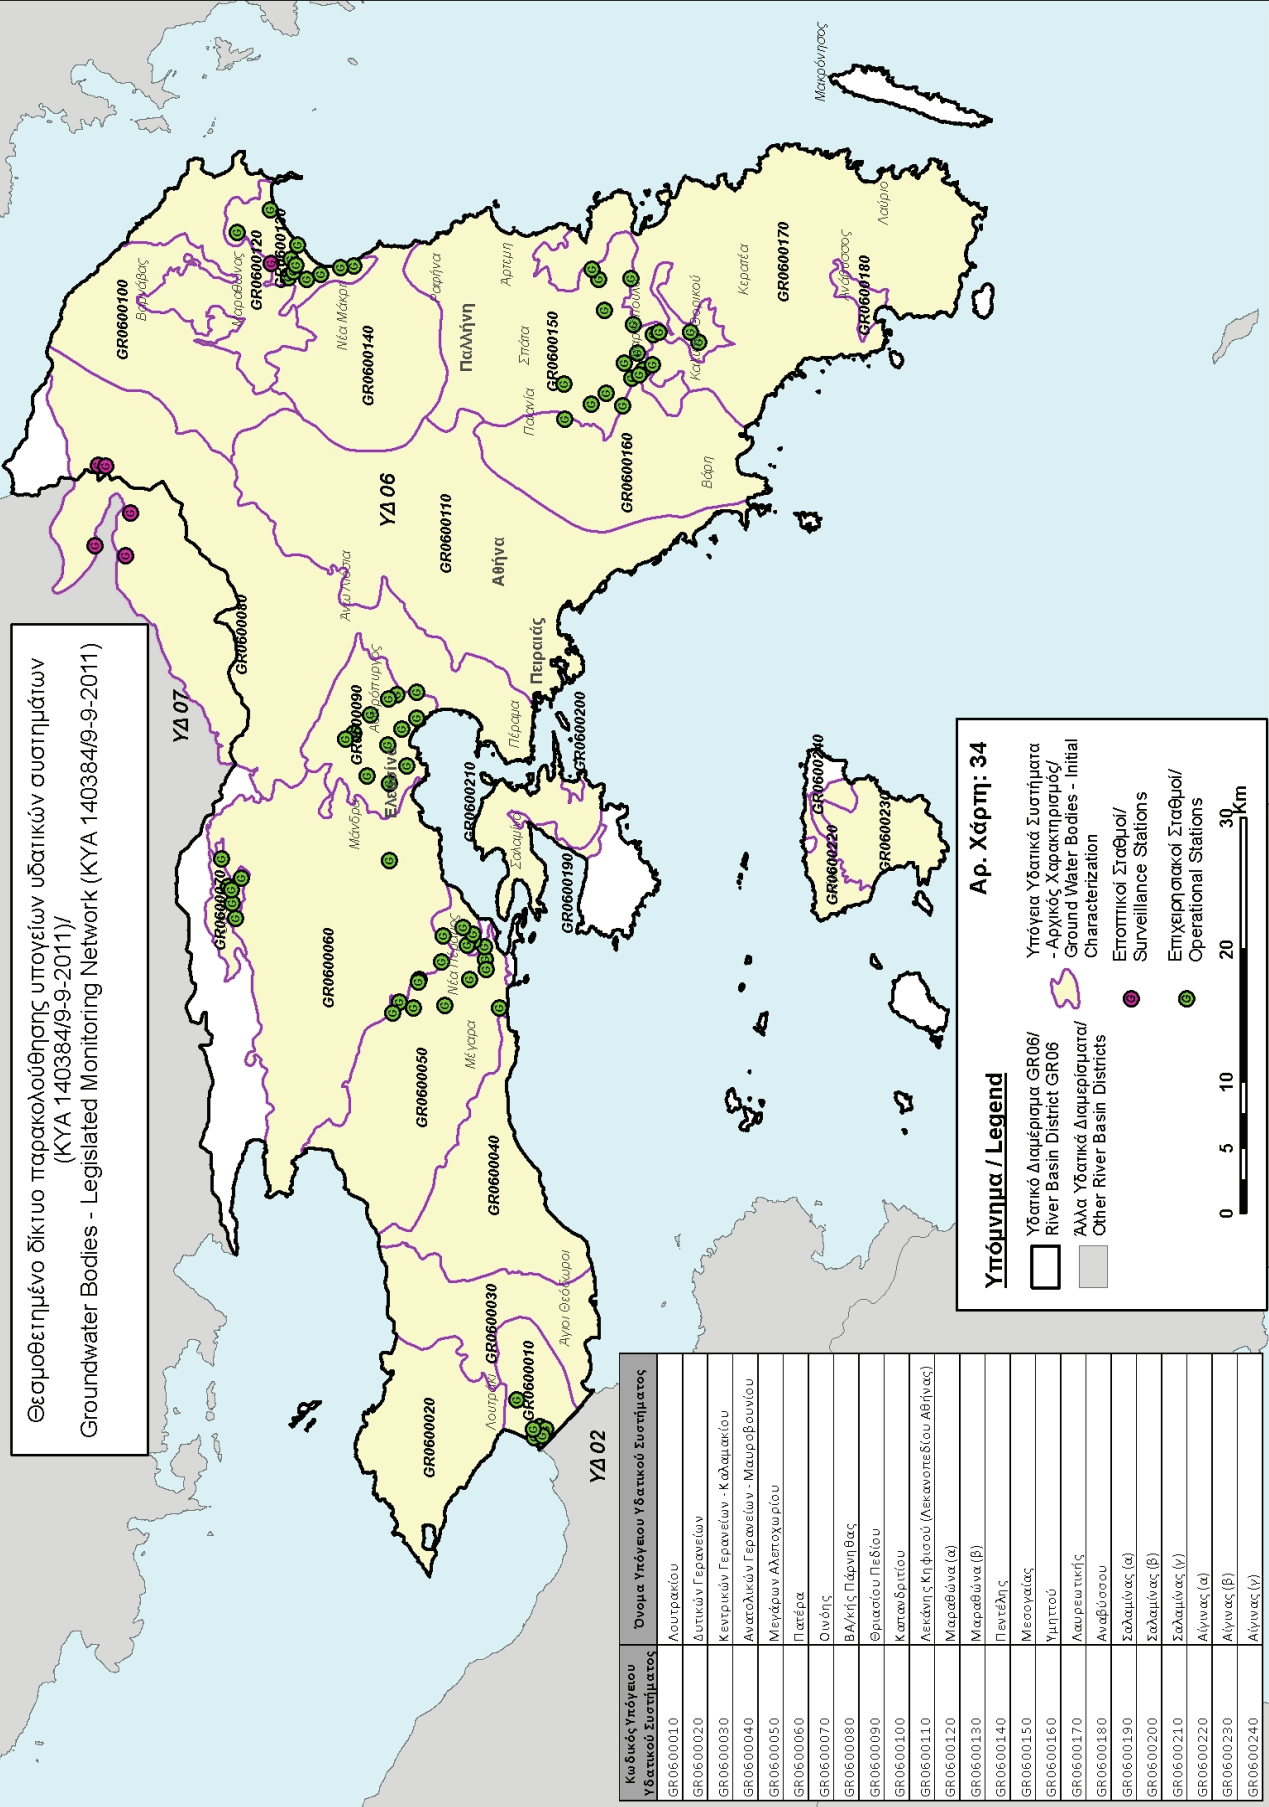 Θεσμοθετημένο δίκτυο παρακολούθησης υπογείων υδατικών συστημάτων
(ΚΥΑ 140384/9-9-2011)/
Groundwater Bodies - Legislated Monitoring Network (KYA 140384/9-9-2011)
ΥΔ 07
ΥΔ 06
ΥΔ 02
GR0600100
Βαρνάβας
Μαραθώνας
GR0600120
GR0600130
Νέα Μάκρη
GR0600140
Ραφήνα
Παλλήνη
Άρτεμη
Σπάτα
GR0600150
Παιανία
Κερατέα
GR0600170
Λαύριο
Ανάβυσσος
GR0600180
Μακρόνησος
GR0600160
Βάρη
GR0600110
Αθήνα
Άνω Λιόσια
GR0600080
Πειραιάς
Πέραμα
GR0600090
Ασπρόπυργος
Ελευσίνα
Μάνδρα
GR0600200
GR0600210
Σαλαμίνα
GR0600190
GR0600070
GR0600060
Νέα Πέραμος
Μέγαρα
GR0600050
GR0600040
GR0600030
Άγιοι Θεόδωροι
Λουτράκι
GR0600010
GR0600020
GR0600240
GR0600220
GR0600230
Αρ. Χάρτη: 34
Υπόμνημα / Legend
Υδατικό Διαμέρισμα GR06/
River Basin District GR06
Άλλα Υδατικά Διαμερίσματα/
Other River Basin Districts
Υπόγεια Υδατικά Συστήματα
- Αρχικός Χαρακτηρισμός/
Ground Water Bodies - Initial
Characterization
Εποπτικοί Σταθμοί/
Surveillance Stations
Επιχειρησιακοί Σταθμοί/
Operational Stations
0 5 10 20 30
Km
Κωδικός Υπόγειου Υδατικού Συστήματος Όνομα Υπόγειου Υδατικού Συστήματος
GR0600010 Λουτρακίου
GR0600020 Δυτικών Γερανείων
GR0600030 Κεντρικών Γερανείων - Καλαμακίου
GR0600040 Ανατολικών Γερανείων - Μαυροβουνίου
GR0600050 Μεγάρων Αλεποχωρίου
GR0600060 Πατέρα
GR0600070 Οινόης
GR0600080 ΒΑ/κής Πάρνηθας
GR0600090 Θριασίου Πεδίου
GR0600100 Καπανδριτίου
GR0600110 Λεκάνης Κηφισού (Λεκανοπεδίου Αθήνας)
GR0600120 Μαραθώνα (α)
GR0600130 Μαραθώνα (β)
GR0600140 Πεντέλης
GR0600150 Μεσογαίας
GR0600160 Υμηττού
GR0600170 Λαυρεωτικής
GR0600180 Αναβύσσου
GR0600190 Σαλαμίνας (α)
GR0600200 Σαλαμίνας (β)
GR0600210 Σαλαμίνας (γ)
GR0600220 Αίγινας (α)
GR0600230 Αίγινας (β)
GR0600240 Αίγινας (γ)